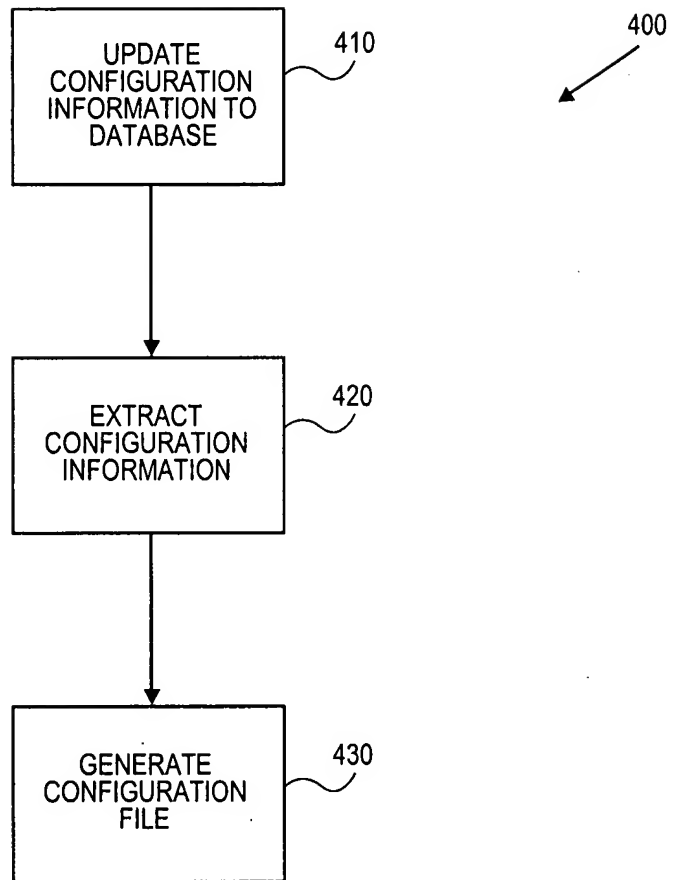 400
UPDATE
CONFIGURATION
INFORMATION TO
DATABASE
410
EXTRACT
CONFIGURATION
INFORMATION
420
GENERATE
CONFIGURATION
FILE
430